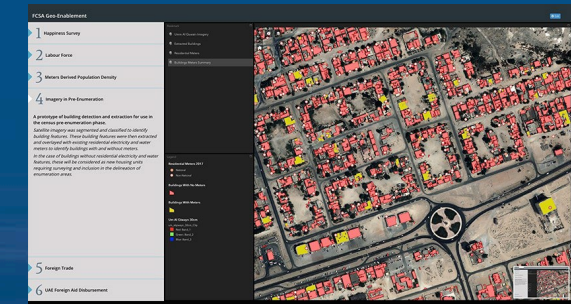 FCSA Geo-Enablement
1 Happiness Survey
2 Labour Force
3 Meters Derived Population Density
4 Imagery in Pre-Enumeration
A prototype of building detection and extraction for use in
the census pre-enumeration phase.
Satellite imagery was segmented and classified to identify
building features. These building features were then extracted
and overlayed with existing residential electricity and water
meters to identify buildings with and without meters.
In the case of buildings without residential electricity and water
features, these will be considered as new housing units
requiring surveying and inclusion in the delineation of
enumeration areas.
5 Foreign Trade
6 UAE Foreign Aid Disbursement
Residential Meters 2017
Buildings With No Meters
Buildings With Meters